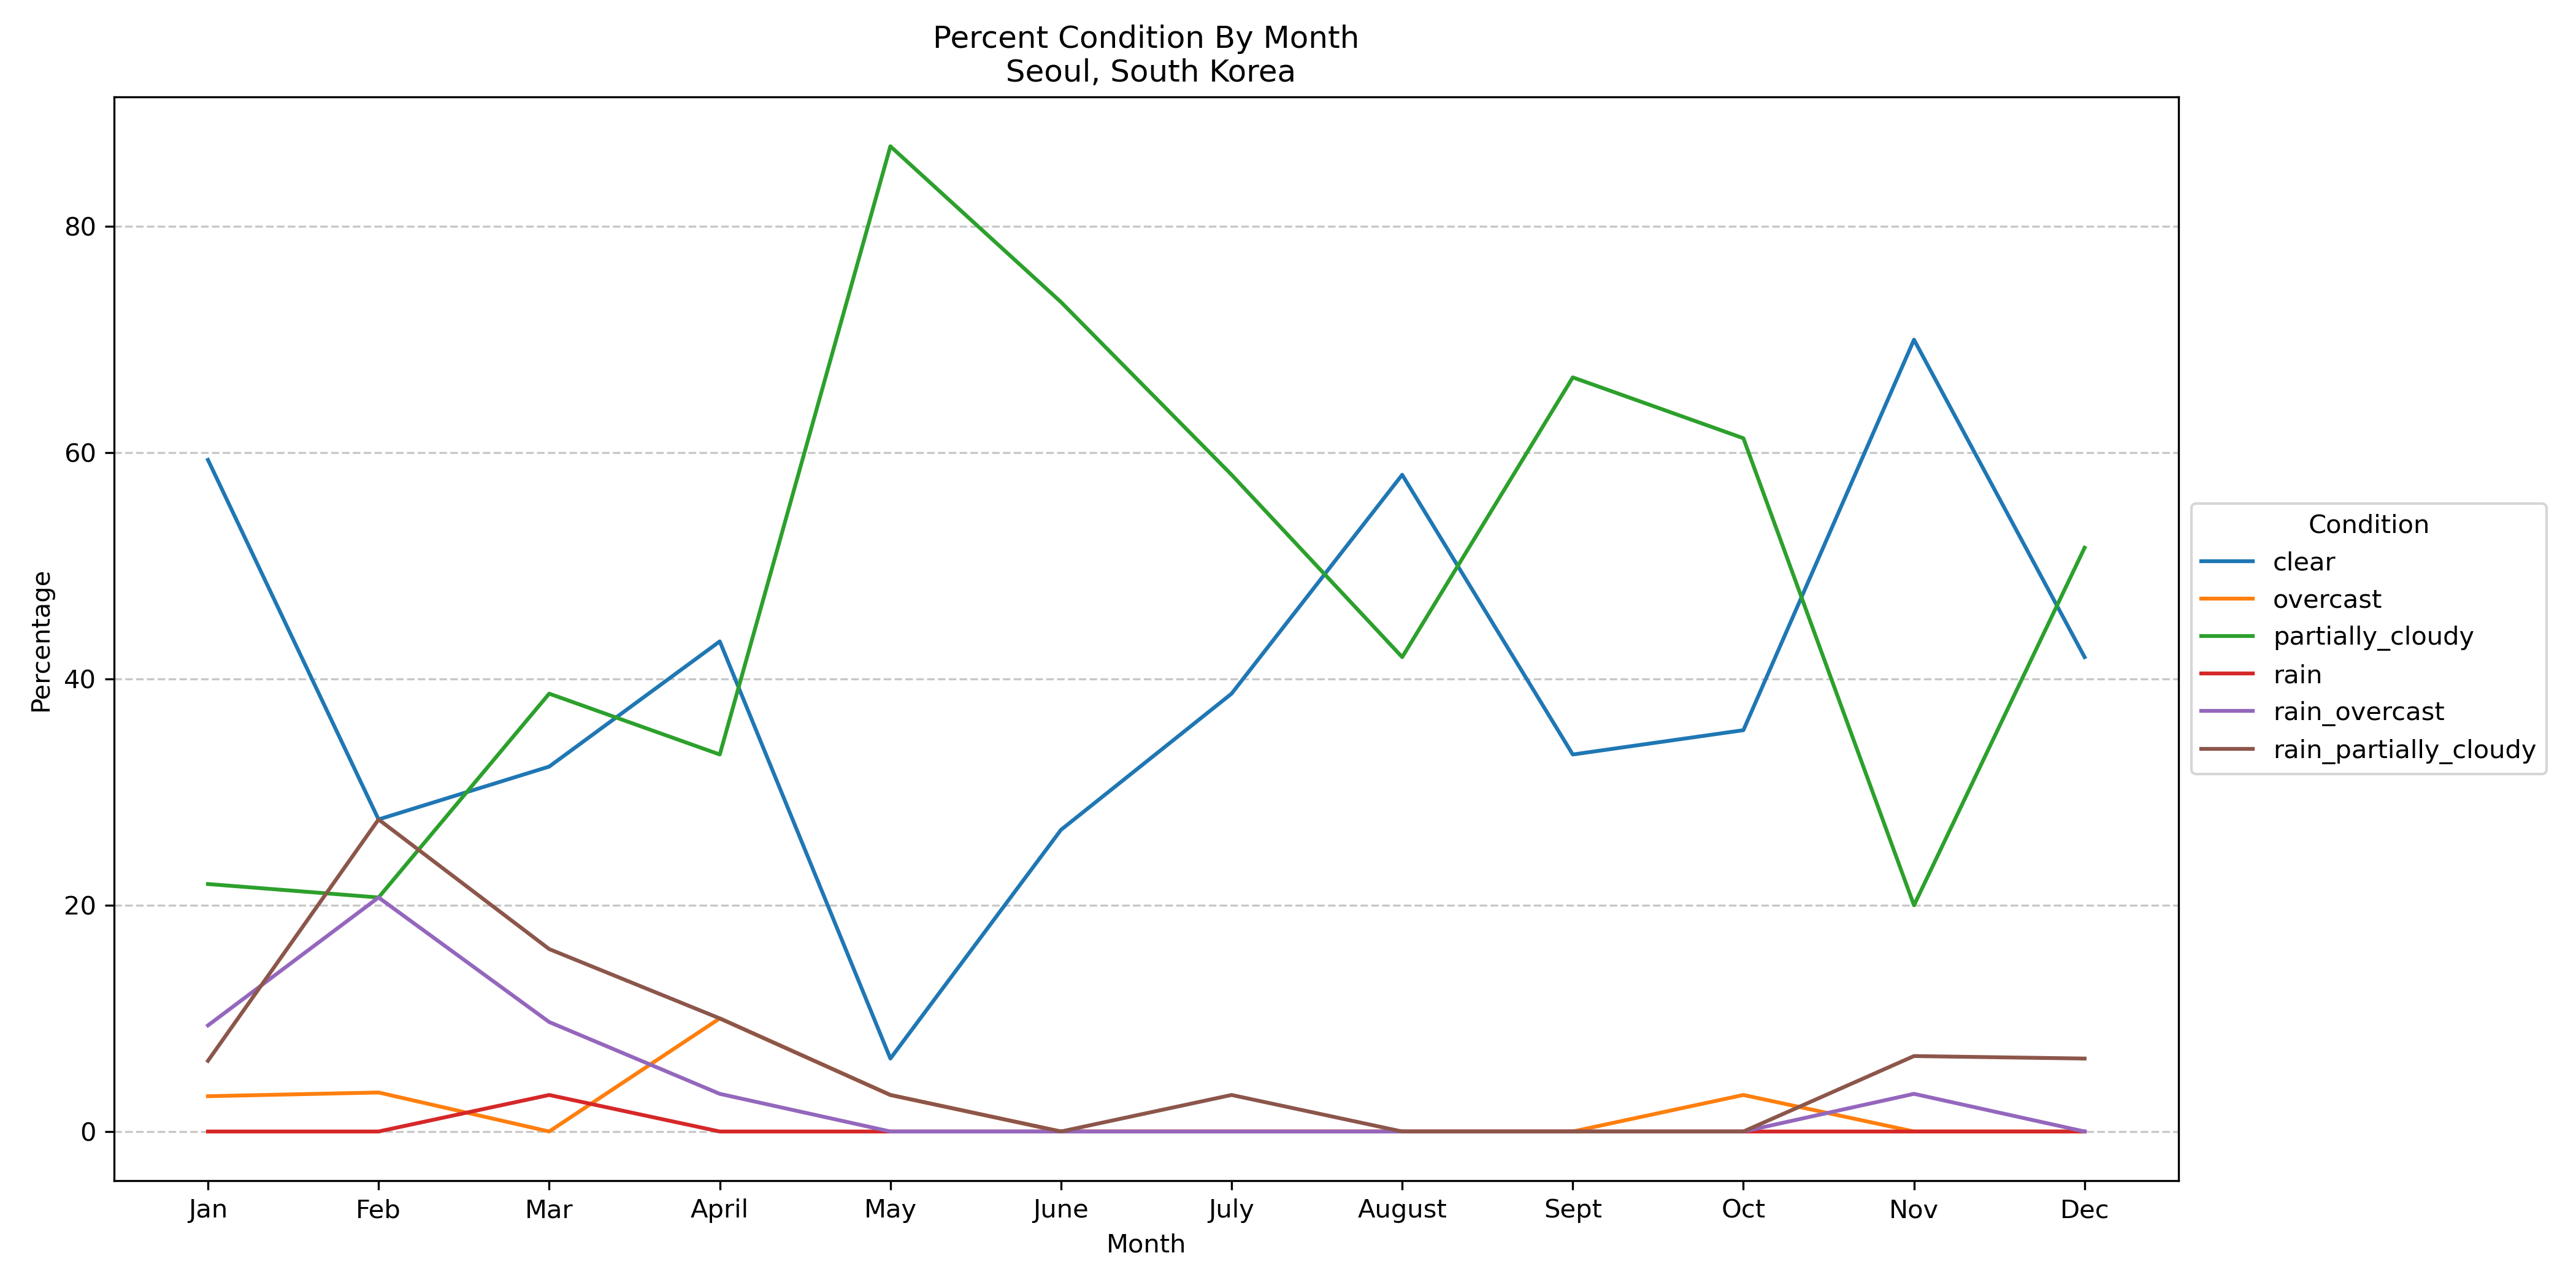 Percent Condition By Month
Seoul, South Korea
80
60
40
20
0
Percentage
Jan Feb Mar April May June July August Sept Oct Nov Dec
Month
Condition
clear
overcast
partially_cloudy
rain
rain_overcast
rain_partially_cloudy